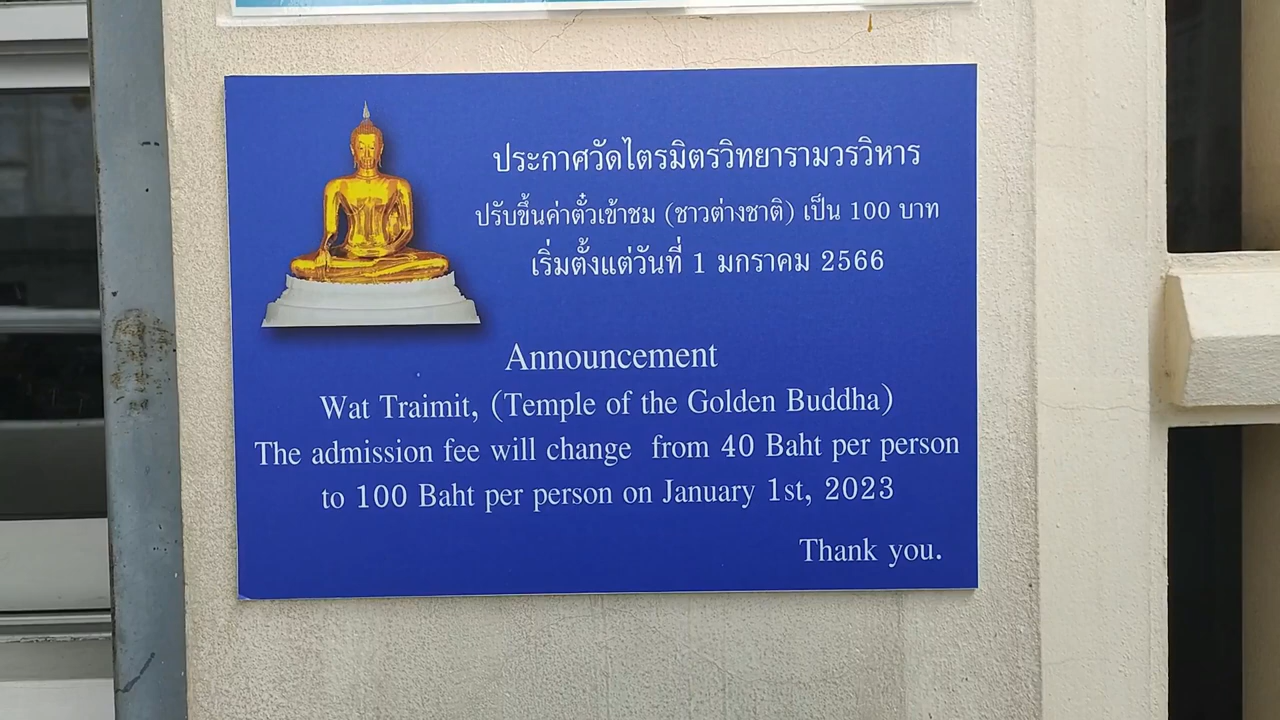 ประกาศวัดไตรมิตรวิทยารามวรวิหาร
ปรับขึ้นค่าตั๋วเข้าชม (ชาวต่างชาติ) เป็น 100 บาท
เริ่มตั้งแต่วันที่ 1 มกราคม 2566
Announcement
Wat Traimit, (Temple of the Golden Buddha)
The admission fee will change from 40 Baht per person
to 100 Baht per person on January 1st, 2023
Thank you.